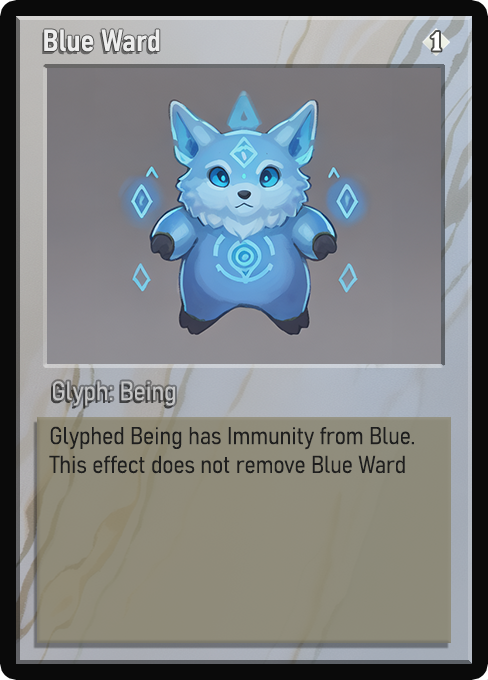 Blue Ward
1
Glyph: Being
Glyphed Being has Immunity from Blue.
This effect does not remove Blue Ward